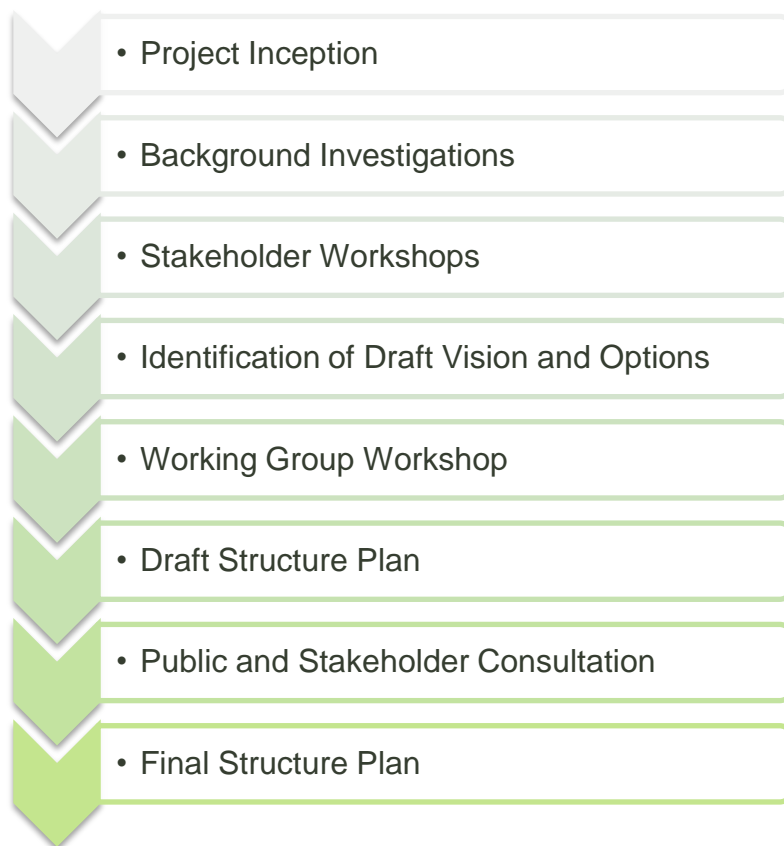 • Project Inception
• Background Investigations
• Stakeholder Workshops
• Identification of Draft Vision and Options
• Working Group Workshop
• Draft Structure Plan
• Public and Stakeholder Consultation
• Final Structure Plan